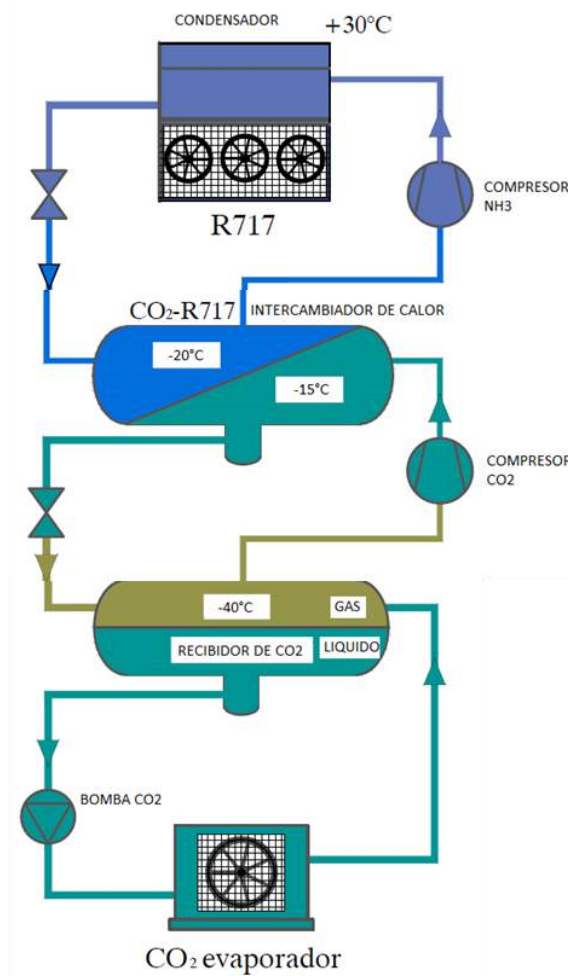 CONDENSADOR
+30°C
COMPRESOR
NH3
R717
CO₂-R717
INTERCAMBIADOR DE CALOR
-20°C
-15°C
COMPRESOR
CO2
-40°C
GAS
RECIBIDOR DE CO2
LIQUIDO
BOMBA CO2
CO₂ evaporador